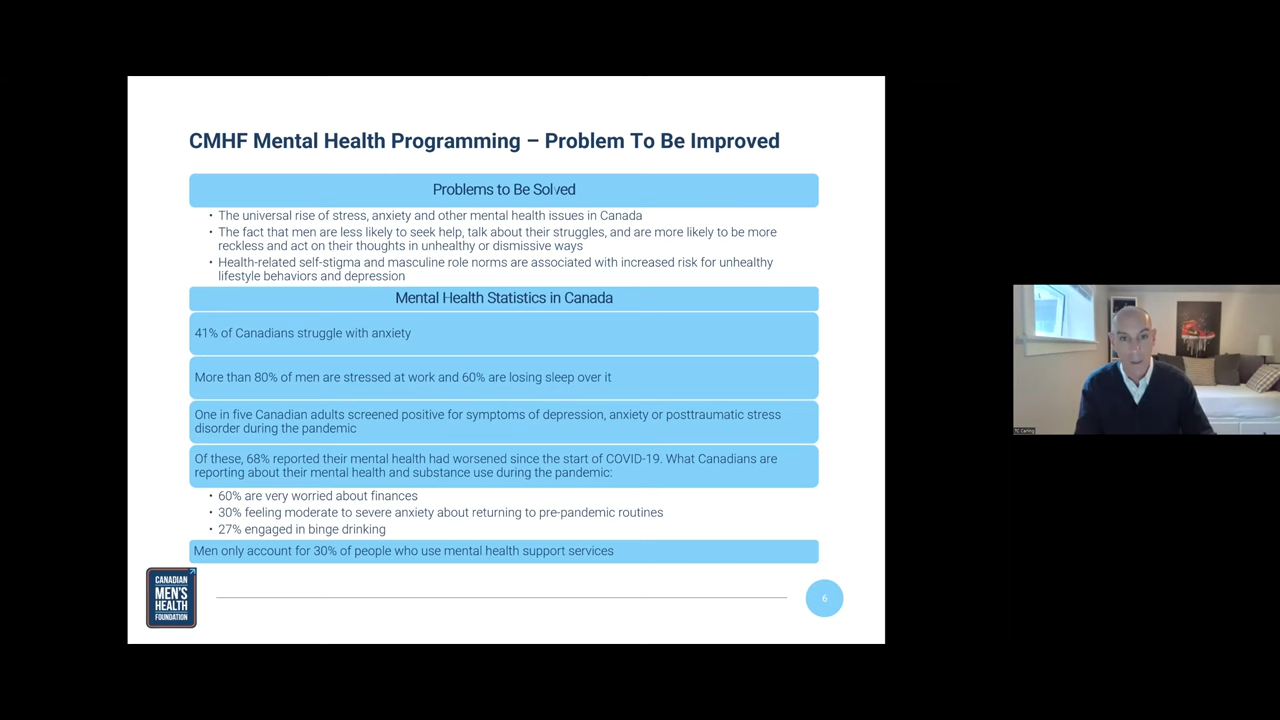 CMHF Mental Health Programming – Problem To Be Improved
Problems to Be Solved
• The universal rise of stress, anxiety and other mental health issues in Canada
• The fact that men are less likely to seek help, talk about their struggles, and are more likely to be more
reckless and act on their thoughts in unhealthy or dismissive ways
• Health-related self-stigma and masculine role norms are associated with increased risk for unhealthy
lifestyle behaviors and depression
Mental Health Statistics in Canada
41% of Canadians struggle with anxiety
More than 80% of men are stressed at work and 60% are losing sleep over it
One in five Canadian adults screened positive for symptoms of depression, anxiety or posttraumatic stress
disorder during the pandemic
Of these, 68% reported their mental health had worsened since the start of COVID-19. What Canadians are
reporting about their mental health and substance use during the pandemic:
• 60% are very worried about finances
• 30% feeling moderate to severe anxiety about returning to pre-pandemic routines
• 27% engaged in binge drinking
Men only account for 30% of people who use mental health support services
CANADIAN
MEN'S
HEALTH
FOUNDATION
6
TC Carling